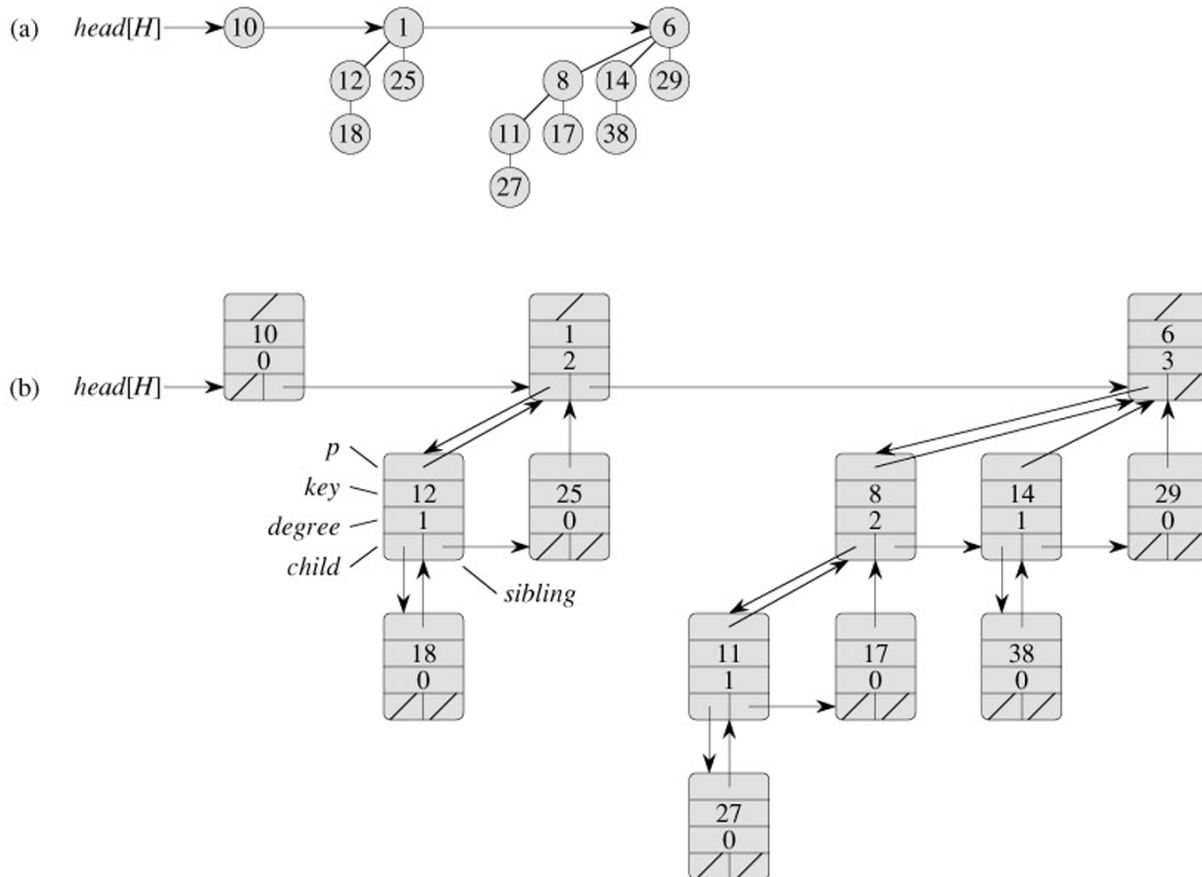 (a) head[H] 10 1 6
12 25 8 14 29
18 11 17 38
27
10 1 6
0 2 3
(b) head[H]
p
key 12 25 8 14 29
degree 1 0 2 1 0
child
sibling
18 11 17 38
0 1 0 0
27
0